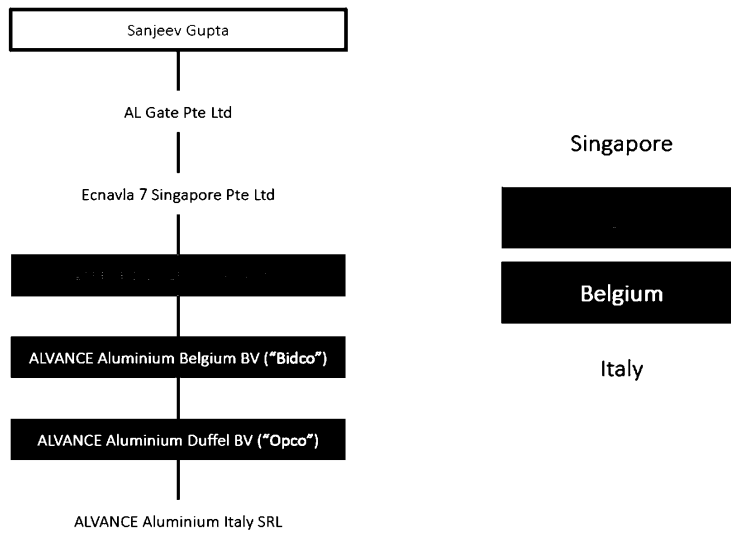 Sanjeev Gupta
AL Gate Pte Ltd
Ecnavla 7 Singapore Pte Ltd
ALVANCE Aluminium Belgium BV (“Bidco”)
ALVANCE Aluminium Duffel BV (“Opco”)
ALVANCE Aluminium Italy SRL
Singapore
Belgium
Italy